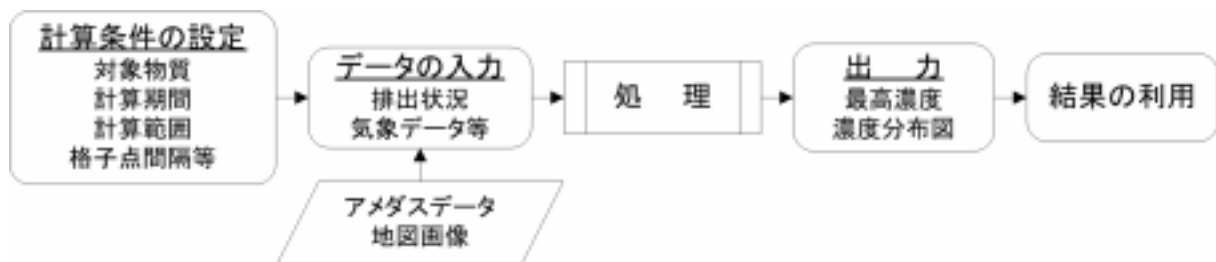 計算条件の設定
対象物質
計算期間
計算範囲
格子点間隔等
データの入力
排出状況
気象データ等
アメダスデータ
地図画像
処 理
出 力
最高濃度
濃度分布図
結果の利用